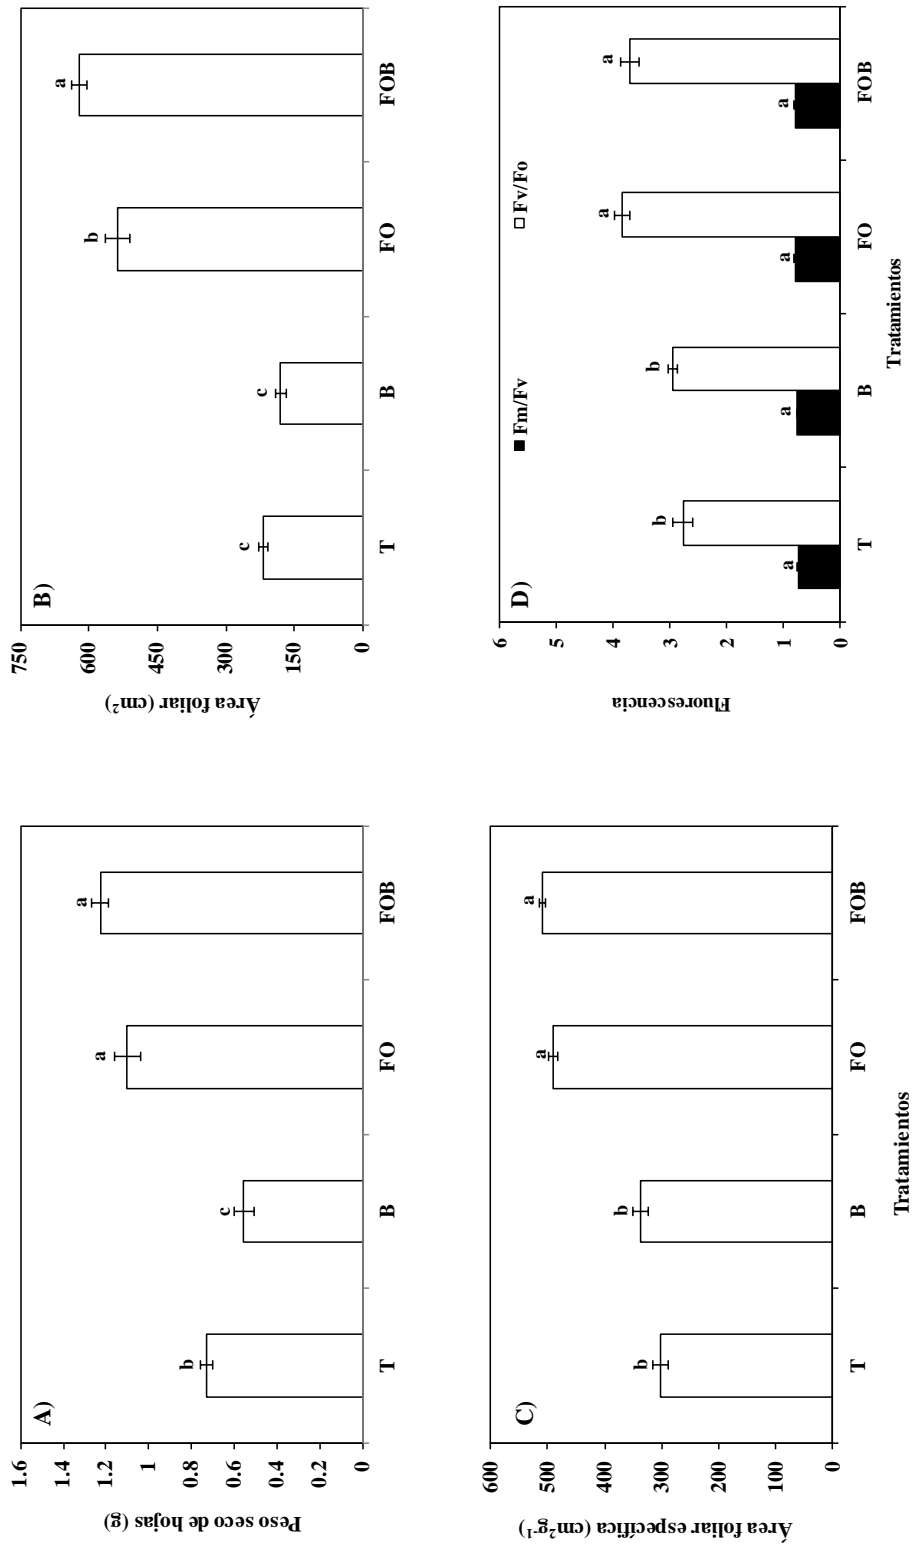 A)
Peso seco de hojas (g)
1.6
1.4
1.2
1
0.8
0.6
0.4
0.2
0
b
c
a
a
T B FO FOB
B)
Área foliar (cm²)
750
600
450
300
150
0
c
c
b
a
T B FO FOB
C)
Área foliar específica (cm²g⁻¹)
600
500
400
300
200
100
0
b
b
a
a
T B FO FOB
Tratamientos
D)
Fm/Fv Fv/Fo
Fluorescencia
6
5
4
3
2
1
0
a b
a b
a a
a a
T B FO FOB
Tratamientos